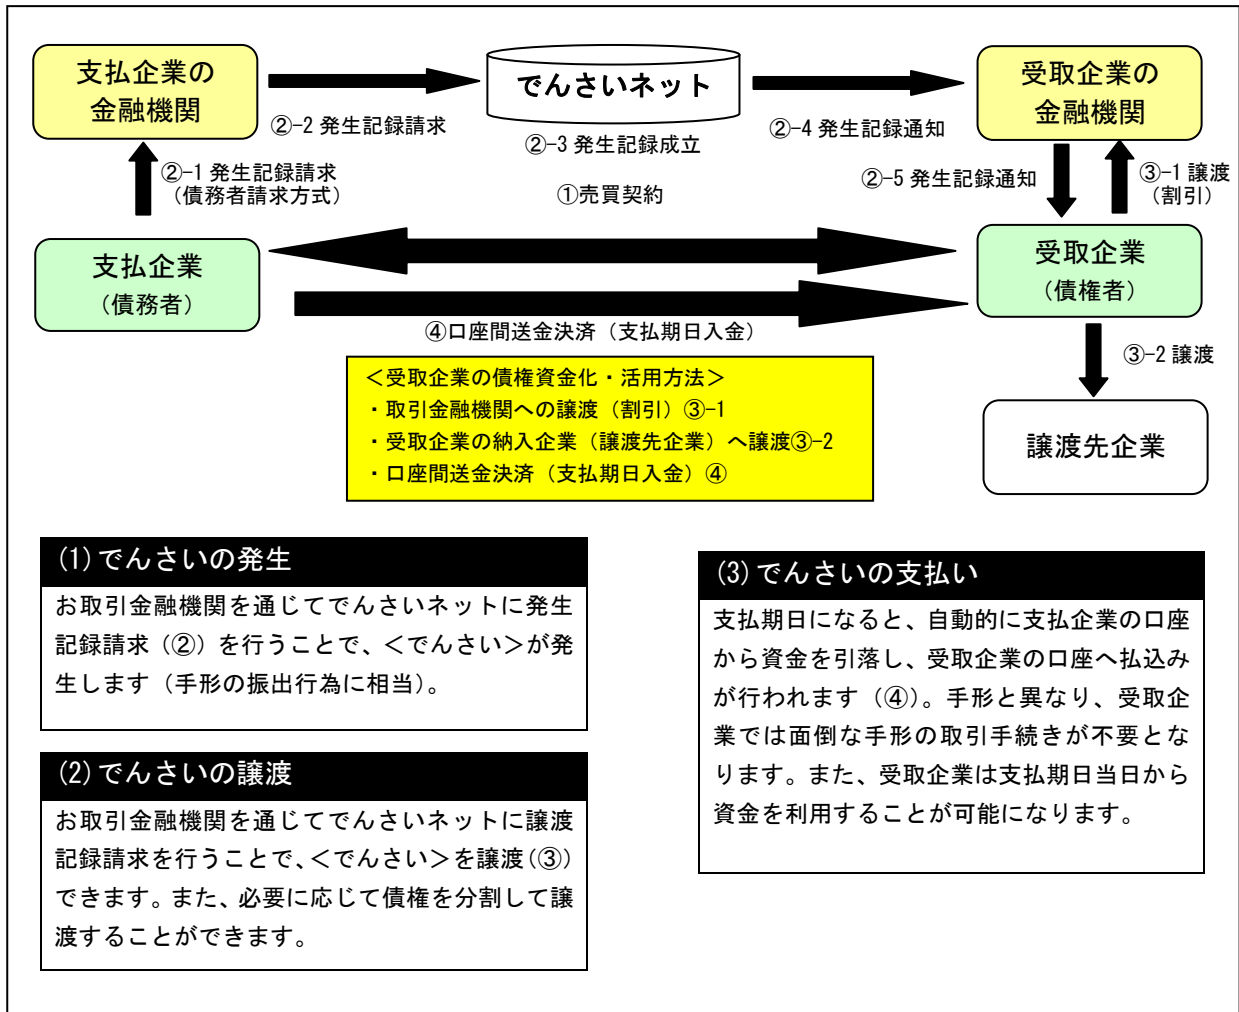 支払企業の
金融機関
でんさいネット
受取企業の
金融機関
②-2 発生記録請求
②-3 発生記録成立
②-4 発生記録通知
②-1 発生記録請求
(債務者請求方式)
①売買契約
②-5 発生記録通知
③-1 譲渡
(割引)
支払企業
(債務者)
受取企業
(債権者)
④口座間送金決済（支払期日入金）
③-2 譲渡
＜受取企業の債権資金化・活用方法＞
・取引金融機関への譲渡（割引）③-1
・受取企業の納入企業（譲渡先企業）へ譲渡③-2
・口座間送金決済（支払期日入金）④
譲渡先企業
(1)でんさいの発生
お取引金融機関を通じてでんさいネットに発生
記録請求（②）を行うことで、＜でんさい＞が発
生します（手形の振出行為に相当）。
(2)でんさいの譲渡
お取引金融機関を通じてでんさいネットに譲渡
記録請求を行うことで、＜でんさい＞を譲渡（③）
できます。また、必要に応じて債権を分割して譲
渡することができます。
(3)でんさいの支払い
支払期日になると、自動的に支払企業の口座
から資金を引落し、受取企業の口座へ払込み
が行われます（④）。手形と異なり、受取企
業では面倒な手形の取引手続きが不要とな
ります。また、受取企業は支払期日当日から
資金を利用することが可能になります。